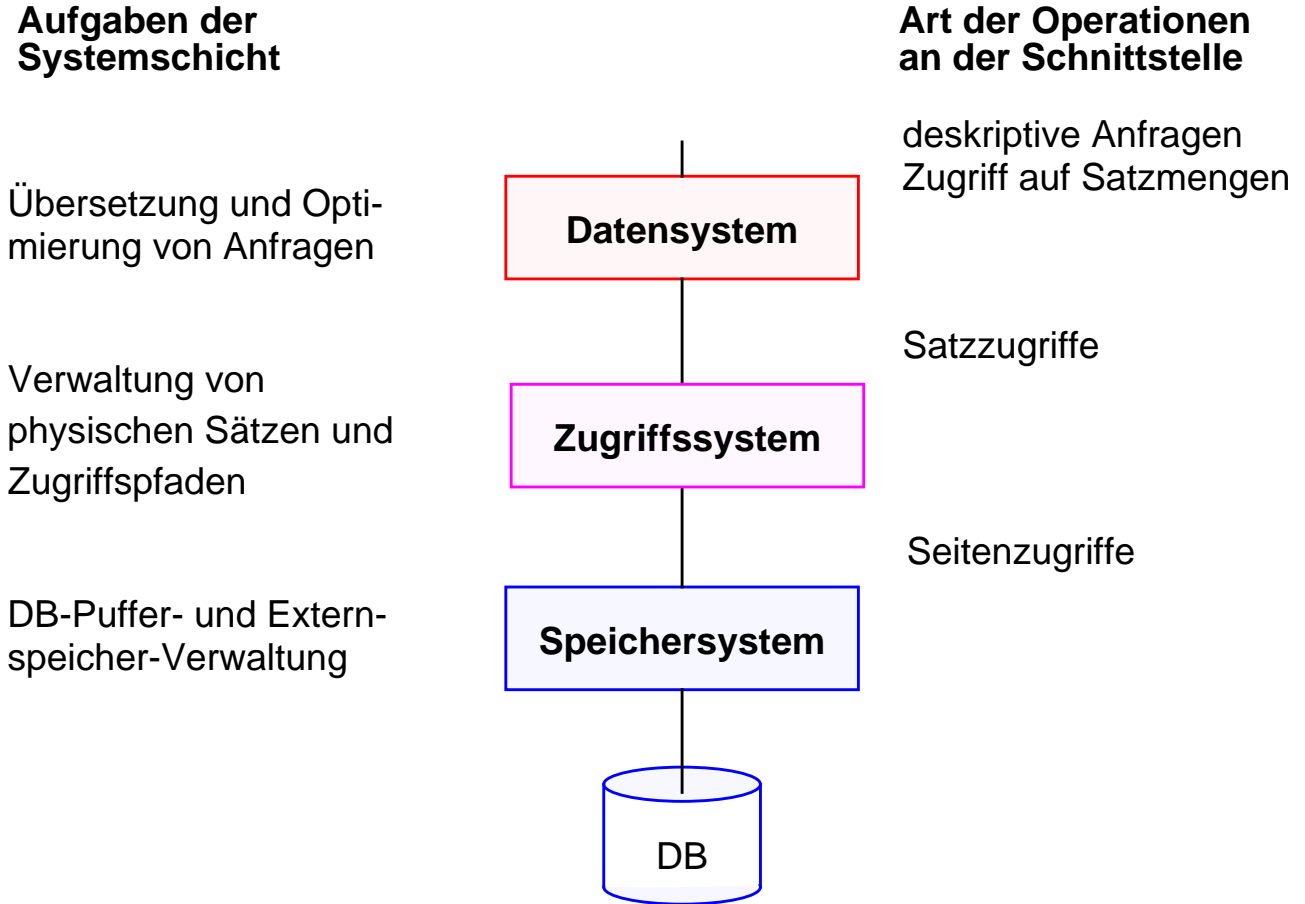 Aufgaben der
Systemschicht
Art der Operationen
an der Schnittstelle
deskriptive Anfragen
Zugriff auf Satzmengen
Übersetzung und Opti-
mierung von Anfragen
Datensystem
Satzzugriffe
Verwaltung von
physischen Sätzen und
Zugriffspfaden
Zugriffssystem
Seitenzugriffe
DB-Puffer- und Extern-
speicher-Verwaltung
Speichersystem
DB